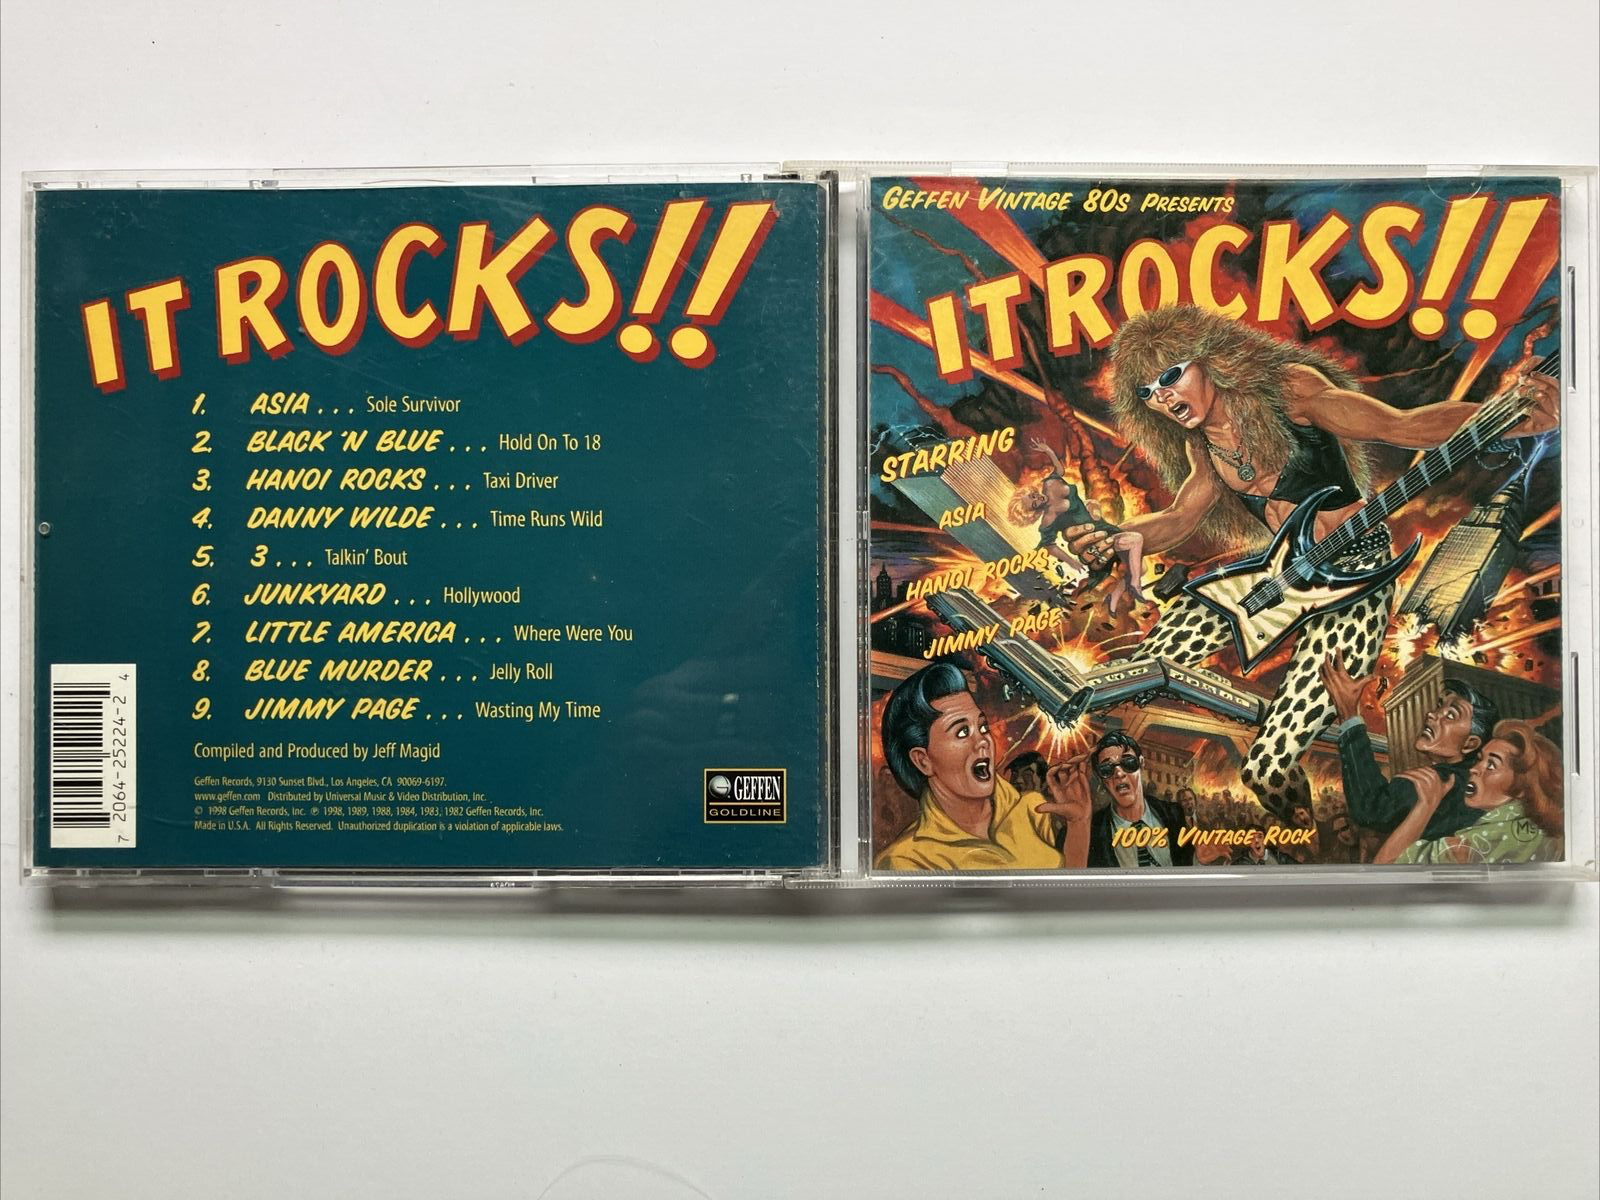 IT ROCKS!!
1. ASIA . . . Sole Survivor
2. BLACK 'N BLUE . . . Hold On To 18
3. HANOI ROCKS . . . Taxi Driver
4. DANNY WILDE . . . Time Runs Wild
5. 3 . . . Talkin' Bout
6. JUNKYARD . . . Hollywood
7. LITTLE AMERICA . . . Where Were You
8. BLUE MURDER . . . Jelly Roll
9. JIMMY PAGE . . . Wasting My Time
Compiled and Produced by Jeff Magid
Geffen Records, 9130 Sunset Blvd., Los Angeles, CA 90069-6197.
www.geffen.com Distributed by Universal Music & Video Distribution, Inc.
© 1998 Geffen Records, Inc. ℗ 1998, 1989, 1988, 1984, 1983, 1982 Geffen Records, Inc.
Made in U.S.A. All Rights Reserved. Unauthorized duplication is a violation of applicable laws.
7 2064-25224-2 4
GEFFEN
GOLDLINE
GEFFEN VINTAGE 80S PRESENTS
IT ROCKS!!
STARRING
ASIA
HANOI ROCKS
JIMMY PAGE
100% VINTAGE ROCK